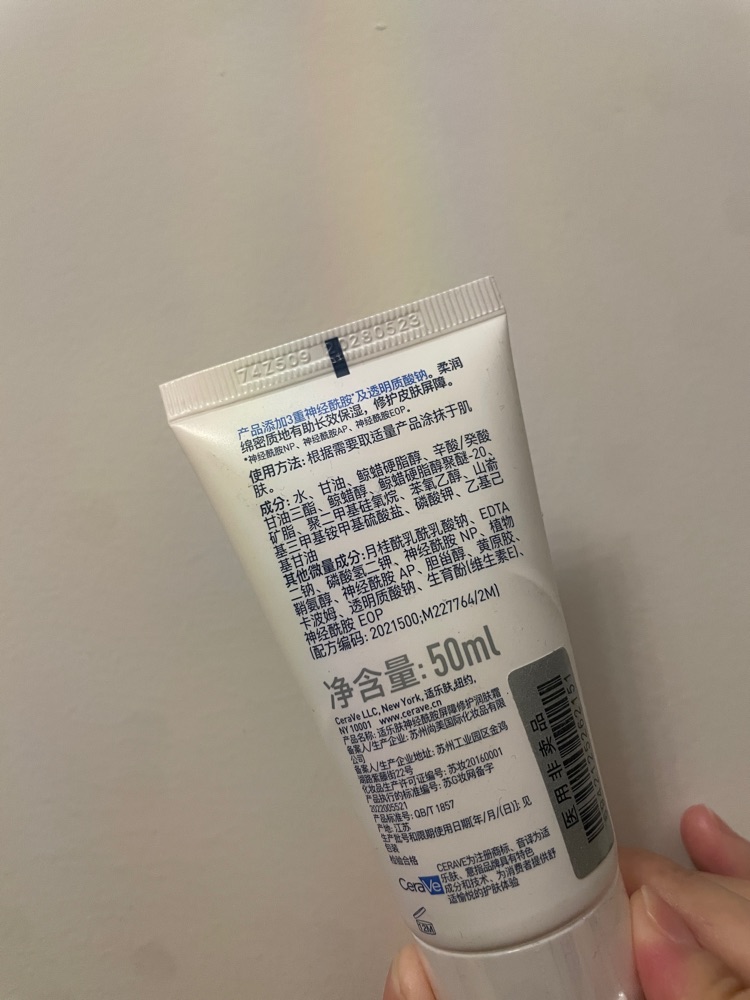 74Z509 20280523
产品添加3重神经酰胺*及透明质酸钠。柔润
绵密质地有助长效保湿，修护皮肤屏障。
*神经酰胺NP、神经酰胺AP、神经酰胺EOP。
使用方法: 根据需要取适量产品涂抹于肌
肤。
成分: 水、甘油、鲸蜡硬脂醇、辛酸/癸酸
甘油三酯、鲸蜡醇、鲸蜡硬脂醇聚醚-20、
矿脂、聚二甲基硅氧烷、苯氧乙醇、山嵛
基三甲基铵甲基硫酸盐、磷酸钾、乙基己
基甘油
其他微量成分:月桂酰乳酰乳酸钠、EDTA
二钠、磷酸氢二钾、神经酰胺 NP、植物
鞘氨醇、神经酰胺 AP、胆甾醇、黄原胶、
卡波姆、透明质酸钠、生育酚(维生素E)、
神经酰胺 EOP
(配方编码: 2021500;M227764/2M)
净含量: 50ml
CeraVe LLC, New York, 适乐肤,纽约,
NY 10001 www.cerave.cn
产品名称: 适乐肤神经酰胺屏障修护润肤霜
备案人/生产企业: 苏州尚美国际化妆品有限
公司
备案人/生产企业地址: 苏州工业园区金鸡
湖路紫藤街22号
化妆品生产许可证编号: 苏妆20160001
产品执行的标准编号: 苏G妆网备字
2022005521
产品标准号: QB/T 1857
产地: 江苏
生产批号和限期使用日期(年/月/(日)): 见
包装
检验合格
CERAVE为注册商标、音译为适
乐肤、意指品牌具有特色
成分和技术、为消费者提供舒
适愉悦的护肤体验
CeraVe
12M
医用非卖品